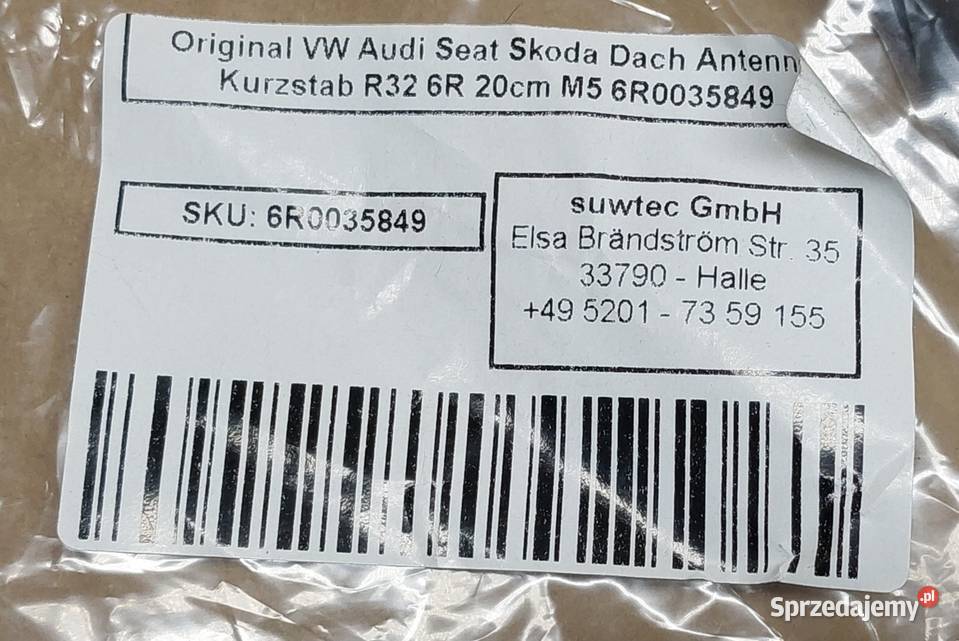 Original VW Audi Seat Skoda Dach Antenn
Kurzstab R32 6R 20cm M5 6R0035849
SKU: 6R0035849
suwtec GmbH
Elsa Brändström Str. 35
33790 - Halle
+49 5201 - 73 59 155
Sprzedajemy.pl